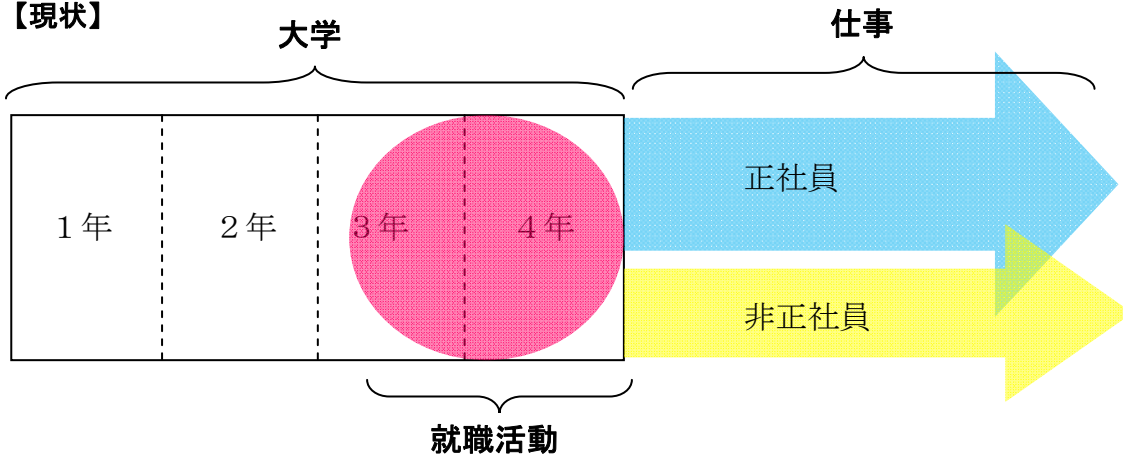 【現状】
大学
仕事
１年
２年
３年
４年
正社員
非正社員
就職活動